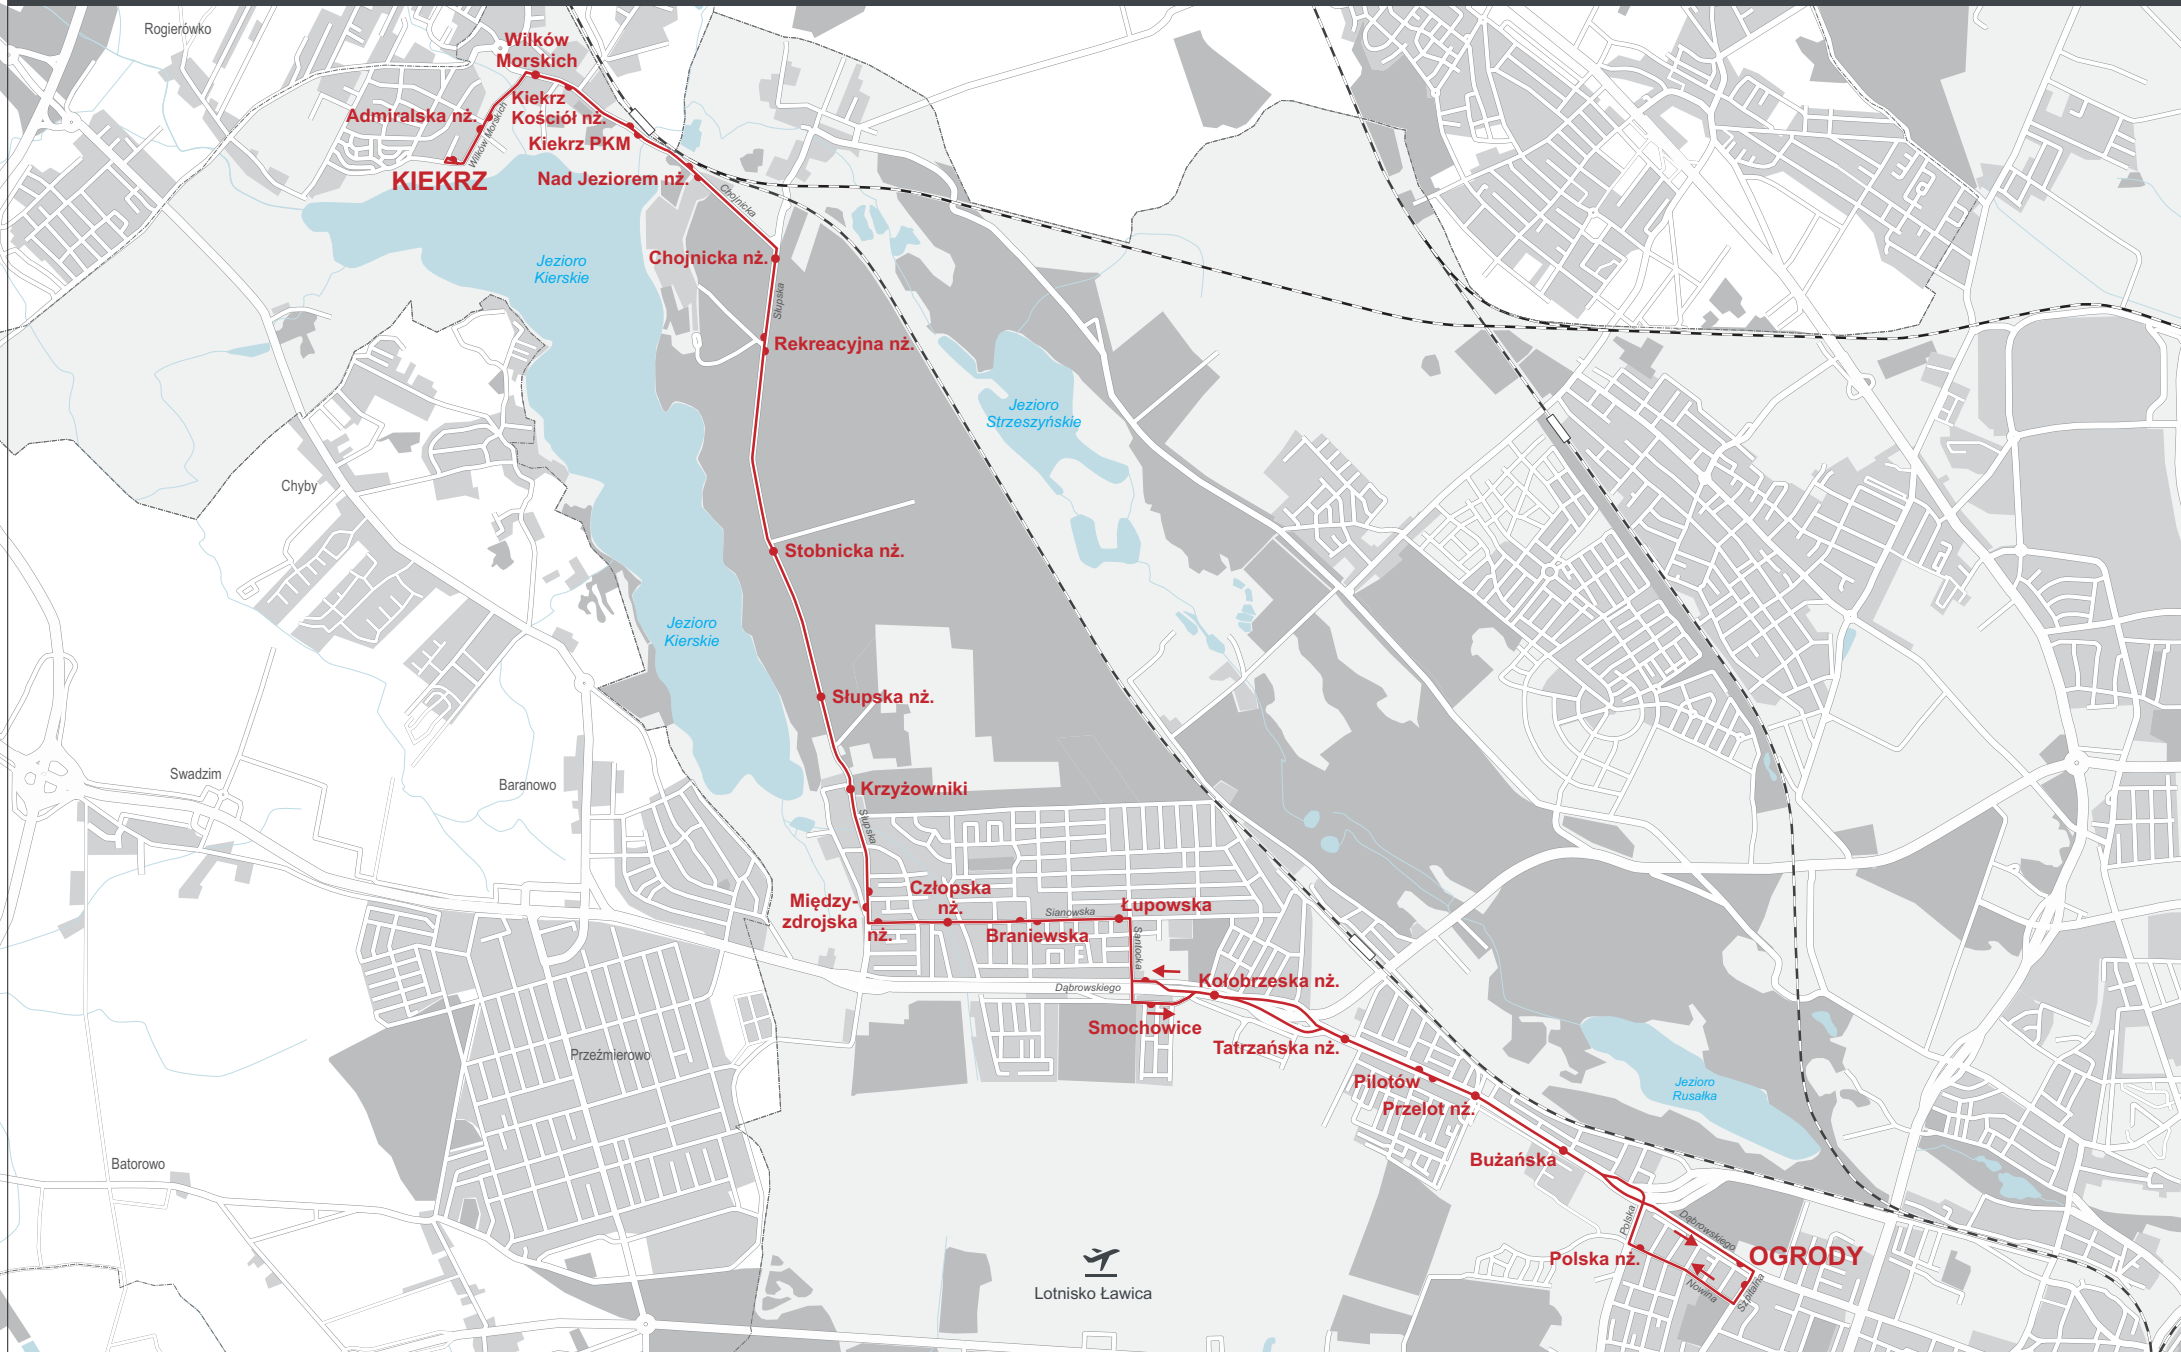 Rogierówko
Wilków
Morskich
Kiekrz
Kościół nż.
Admiralska nż.
Wilków Morskich
Kiekrz PKM
KIEKRZ
Nad Jeziorem nż.
Chojnicka
Chojnicka nż.
Jezioro
Kierskie
Słupska
Rekreacyjna nż.
Jezioro
Strzeszyńskie
Chyby
Stobnicka nż.
Jezioro
Kierskie
Słupska nż.
Swadzim
Baranowo
Krzyżowniki
Słupska
Człopska
nż.
Między-
zdrojska
nż.
Sianowska
Łupowska
Braniewska
Santocka
Dąbrowskiego
Kołobrzeska nż.
Smochowice
Tatrzańska nż.
Przeźmierowo
Pilotów
Przelot nż.
Jezioro
Rusałka
Bużańska
Batorowo
Polska
Dąbrowskiego
Polska nż.
OGRODY
Nowina
Szpitalna
Lotnisko Ławica